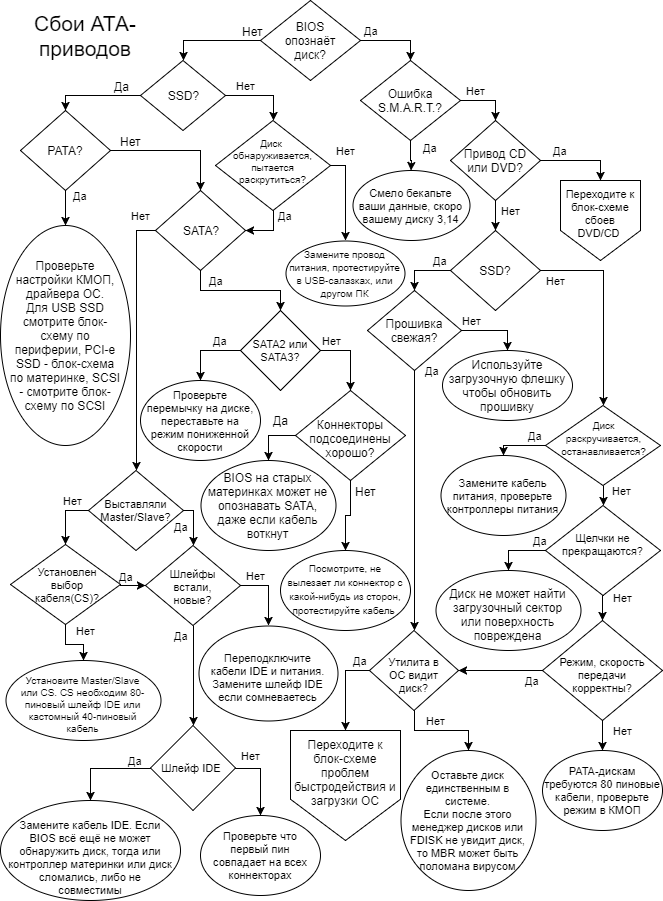 Сбои АТА-
приводов
BIOS
опознаёт
диск?
Нет
Да
SSD?
Да
Нет
Ошибка
S.M.A.R.T.?
Нет
Да
PATA?
Нет
Да
Диск
обнаруживается,
пытается
раскрутиться?
Нет
Да
Привод CD
или DVD?
Да
Нет
Смело бекапьте
ваши данные, скоро
вашему диску 3,14
Переходите к
блок-схеме
сбоев
DVD/CD
SATA?
Нет
Да
Проверьте
настройки КМОП,
драйвера ОС.
Для USB SSD
смотрите блок-
схему по
периферии, PCI-e
SSD - блок-схема
по материнке, SCSI
- смотрите блок-
схему по SCSI
Замените провод
питания, протестируйте
в USB-салазках, или
другом ПК
SSD?
Нет
Да
SATA2 или
SATA3?
Да
Нет
Прошивка
свежая?
Нет
Да
Используйте
загрузочную флешку
чтобы обновить
прошивку
Проверьте
перемычку на диске,
переставьте на
режим пониженной
скорости
Коннекторы
подсоединены
хорошо?
Да
Нет
Диск
раскручивается,
останавливается?
Да
Нет
BIOS на старых
материнках может не
опознавать SATA,
даже если кабель
воткнут
Замените кабель
питания, проверьте
контроллеры питания
Выставляли
Master/Slave?
Нет
Да
Щелчки не
прекращаются?
Да
Нет
Установлен
выбор
кабеля(CS)?
Да
Нет
Шлейфы
встали,
новые?
Нет
Да
Посмотрите, не
вылезает ли коннектор с
какой-нибудь из сторон,
протестируйте кабель
Диск не может найти
загрузочный сектор
или поверхность
повреждена
Установите Master/Slave
или CS. CS необходим 80-
пиновый шлейф IDE или
кастомный 40-пиновый
кабель
Переподключите
кабели IDE и питания.
Замените шлейф IDE
если сомневаетесь
Утилита в
ОС видит
диск?
Да
Нет
Режим, скорость
передачи
корректны?
Да
Нет
Шлейф IDE
Да
Нет
Переходите к
блок-схеме
проблем
быстродействия и
загрузки ОС
Оставьте диск
единственным в
системе.
Если после этого
менеджер дисков или
FDISK не увидит диск,
то MBR может быть
поломана вирусом
PATA-дискам
требуются 80 пиновые
кабели, проверьте
режим в КМОП
Замените кабель IDE. Если
BIOS всё ещё не может
обнаружить диск, тогда или
контроллер материнки или диск
сломались, либо не
совместимы
Проверьте что
первый пин
совпадает на всех
коннекторах